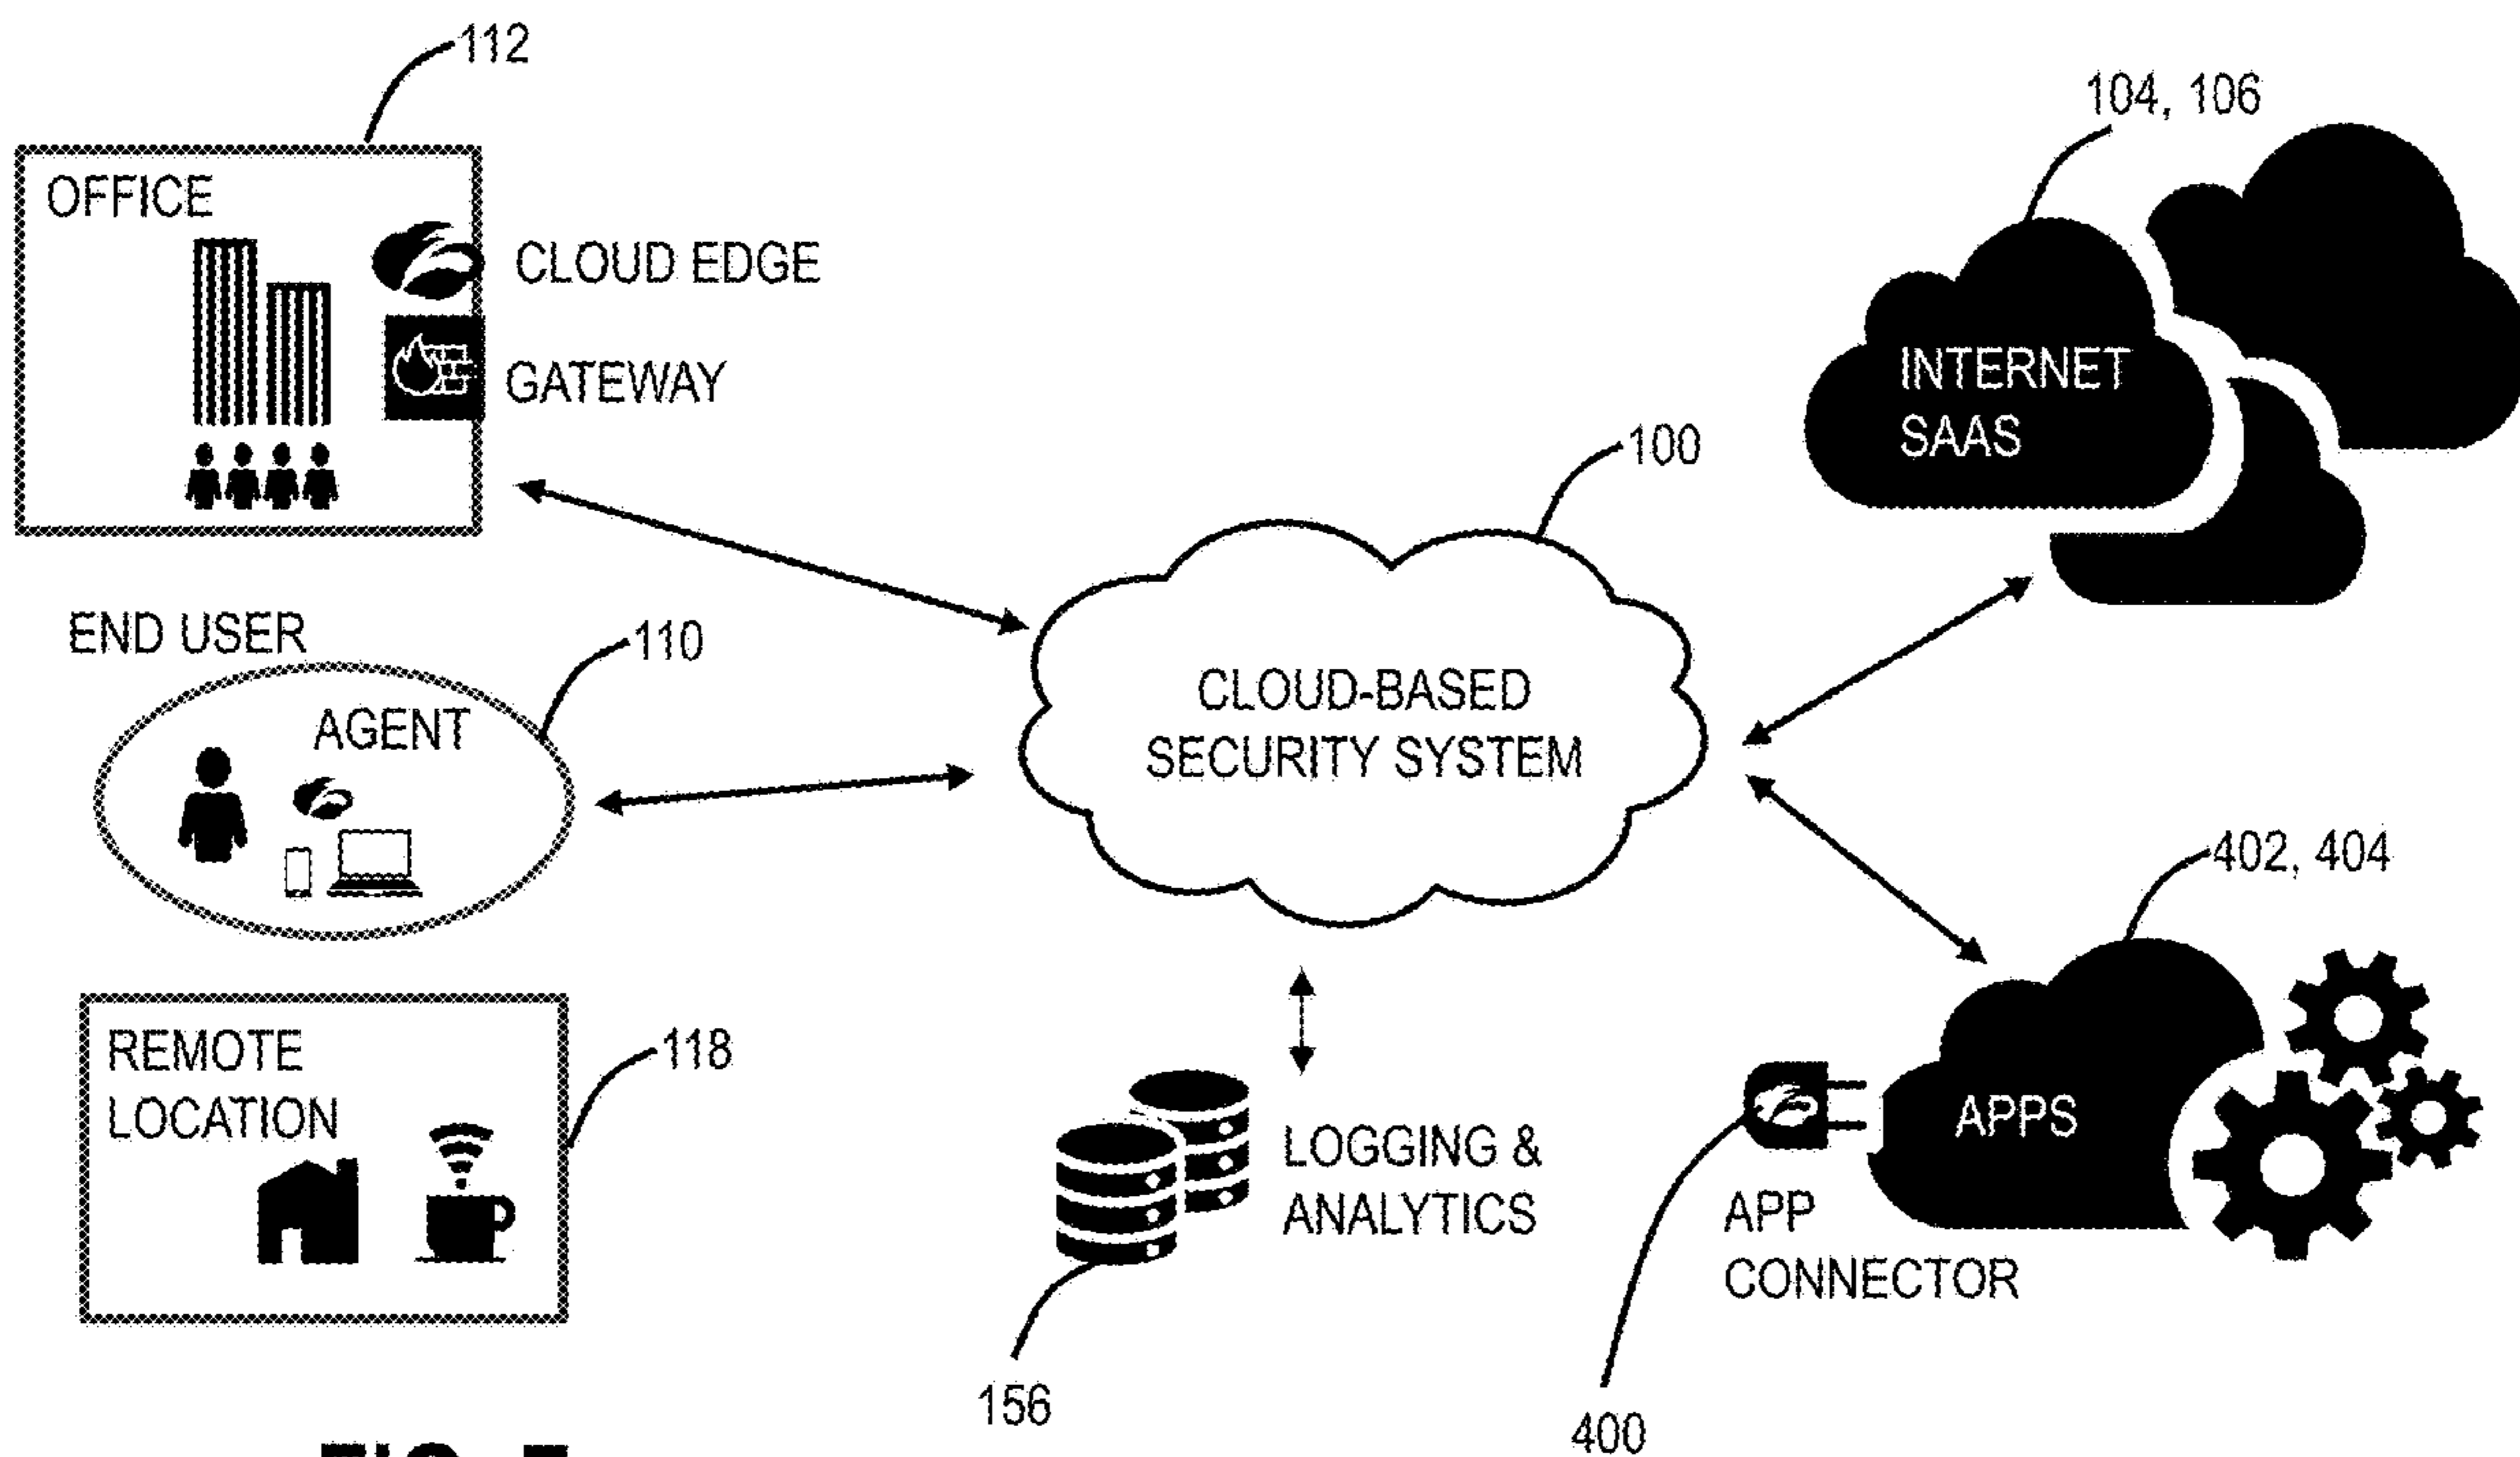 112
104, 106
OFFICE
CLOUD EDGE
GATEWAY
INTERNET
SAAS
100
END USER
110
AGENT
CLOUD-BASED
SECURITY SYSTEM
402, 404
REMOTE
LOCATION
118
LOGGING &
ANALYTICS
APPS
APP
CONNECTOR
156
400